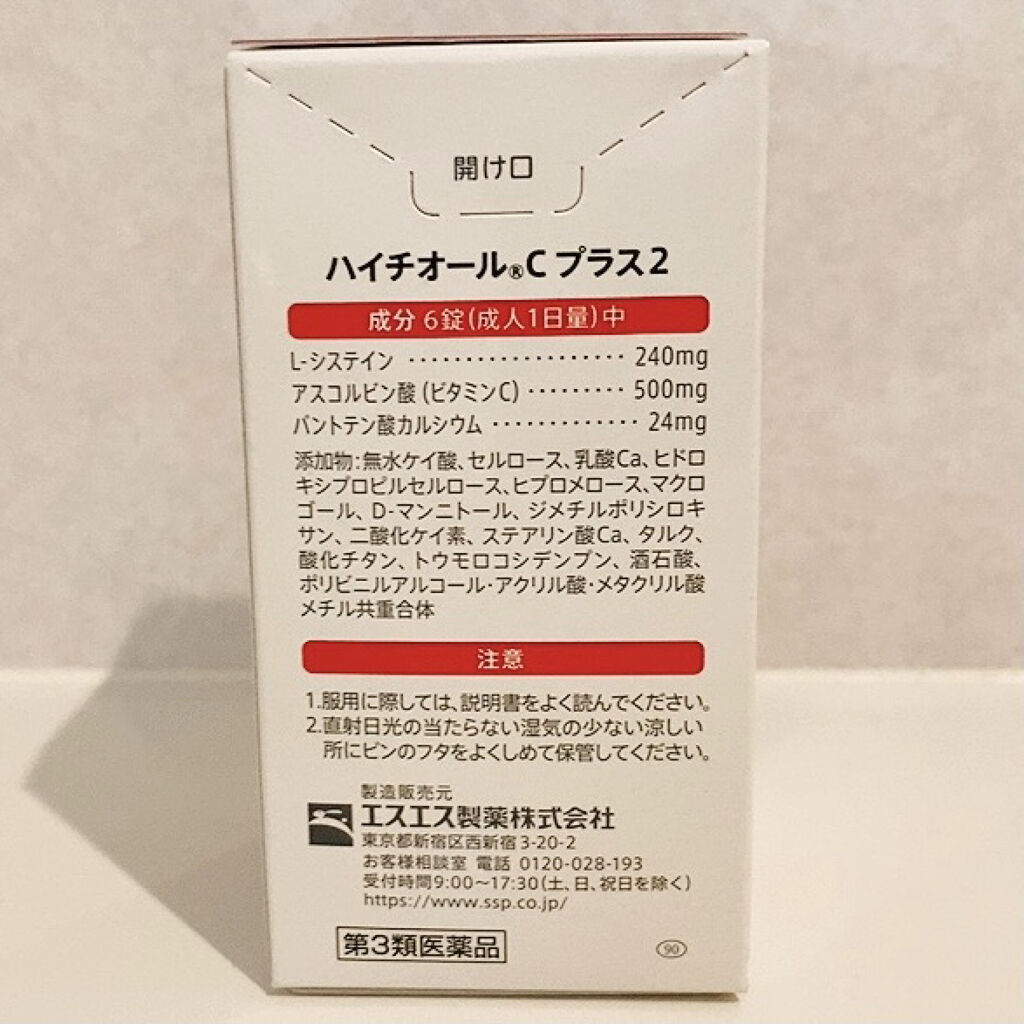 開け口
ハイチオール®C プラス2
成分 6錠(成人1日量)中
L-システイン ･･････････････････ 240mg
アスコルビン酸(ビタミンC) ･････････ 500mg
パントテン酸カルシウム ･････････････ 24mg
添加物:無水ケイ酸、セルロース、乳酸Ca、ヒドロ
キシプロピルセルロース、ヒプロメロース、マクロ
ゴール、D-マンニトール、ジメチルポリシロキ
サン、二酸化ケイ素、ステアリン酸Ca、タルク、
酸化チタン、トウモロコシデンプン、酒石酸、
ポリビニルアルコール・アクリル酸・メタクリル酸
メチル共重合体
注意
1.服用に際しては、説明書をよく読んでください。
2.直射日光の当たらない湿気の少ない涼しい
所にビンのフタをよくしめて保管してください。
製造販売元
エスエス製薬株式会社
東京都新宿区西新宿3-20-2
お客様相談室 電話 0120-028-193
受付時間9:00～17:30(土、日、祝日を除く)
https://www.ssp.co.jp/
第3類医薬品
90